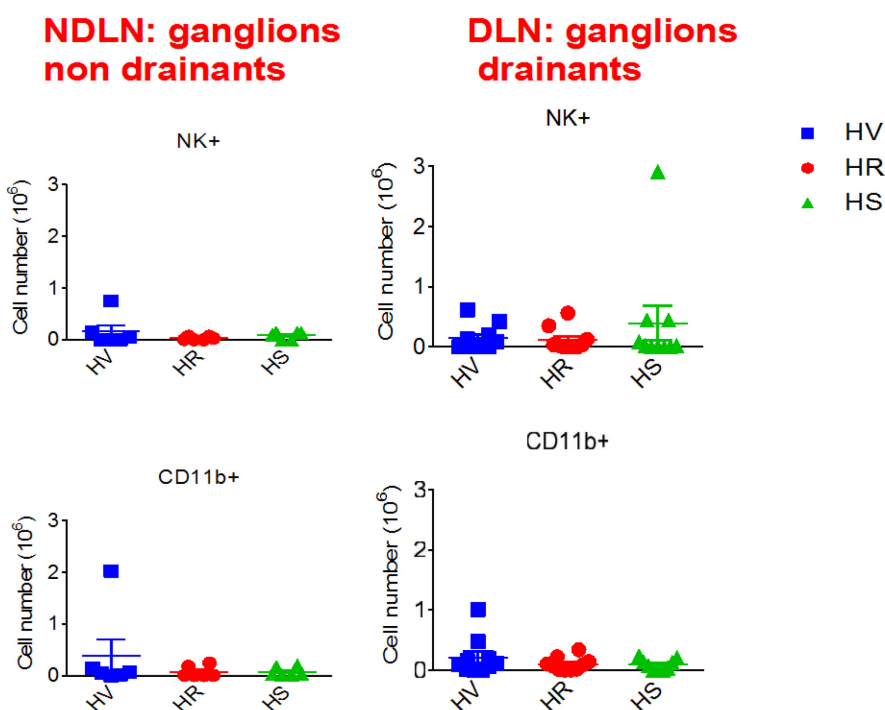 NDLN: ganglions
non drainants
DLN: ganglions
drainants
NK+
Cell number (10⁶)
3
2
1
0
HV
HR
HS
NK+
Cell number (10⁶)
3
2
1
0
HV
HR
HS
HV
HR
HS
CD11b+
Cell number (10⁶)
3
2
1
0
HV
HR
HS
CD11b+
Cell number (10⁶)
3
2
1
0
HV
HR
HS